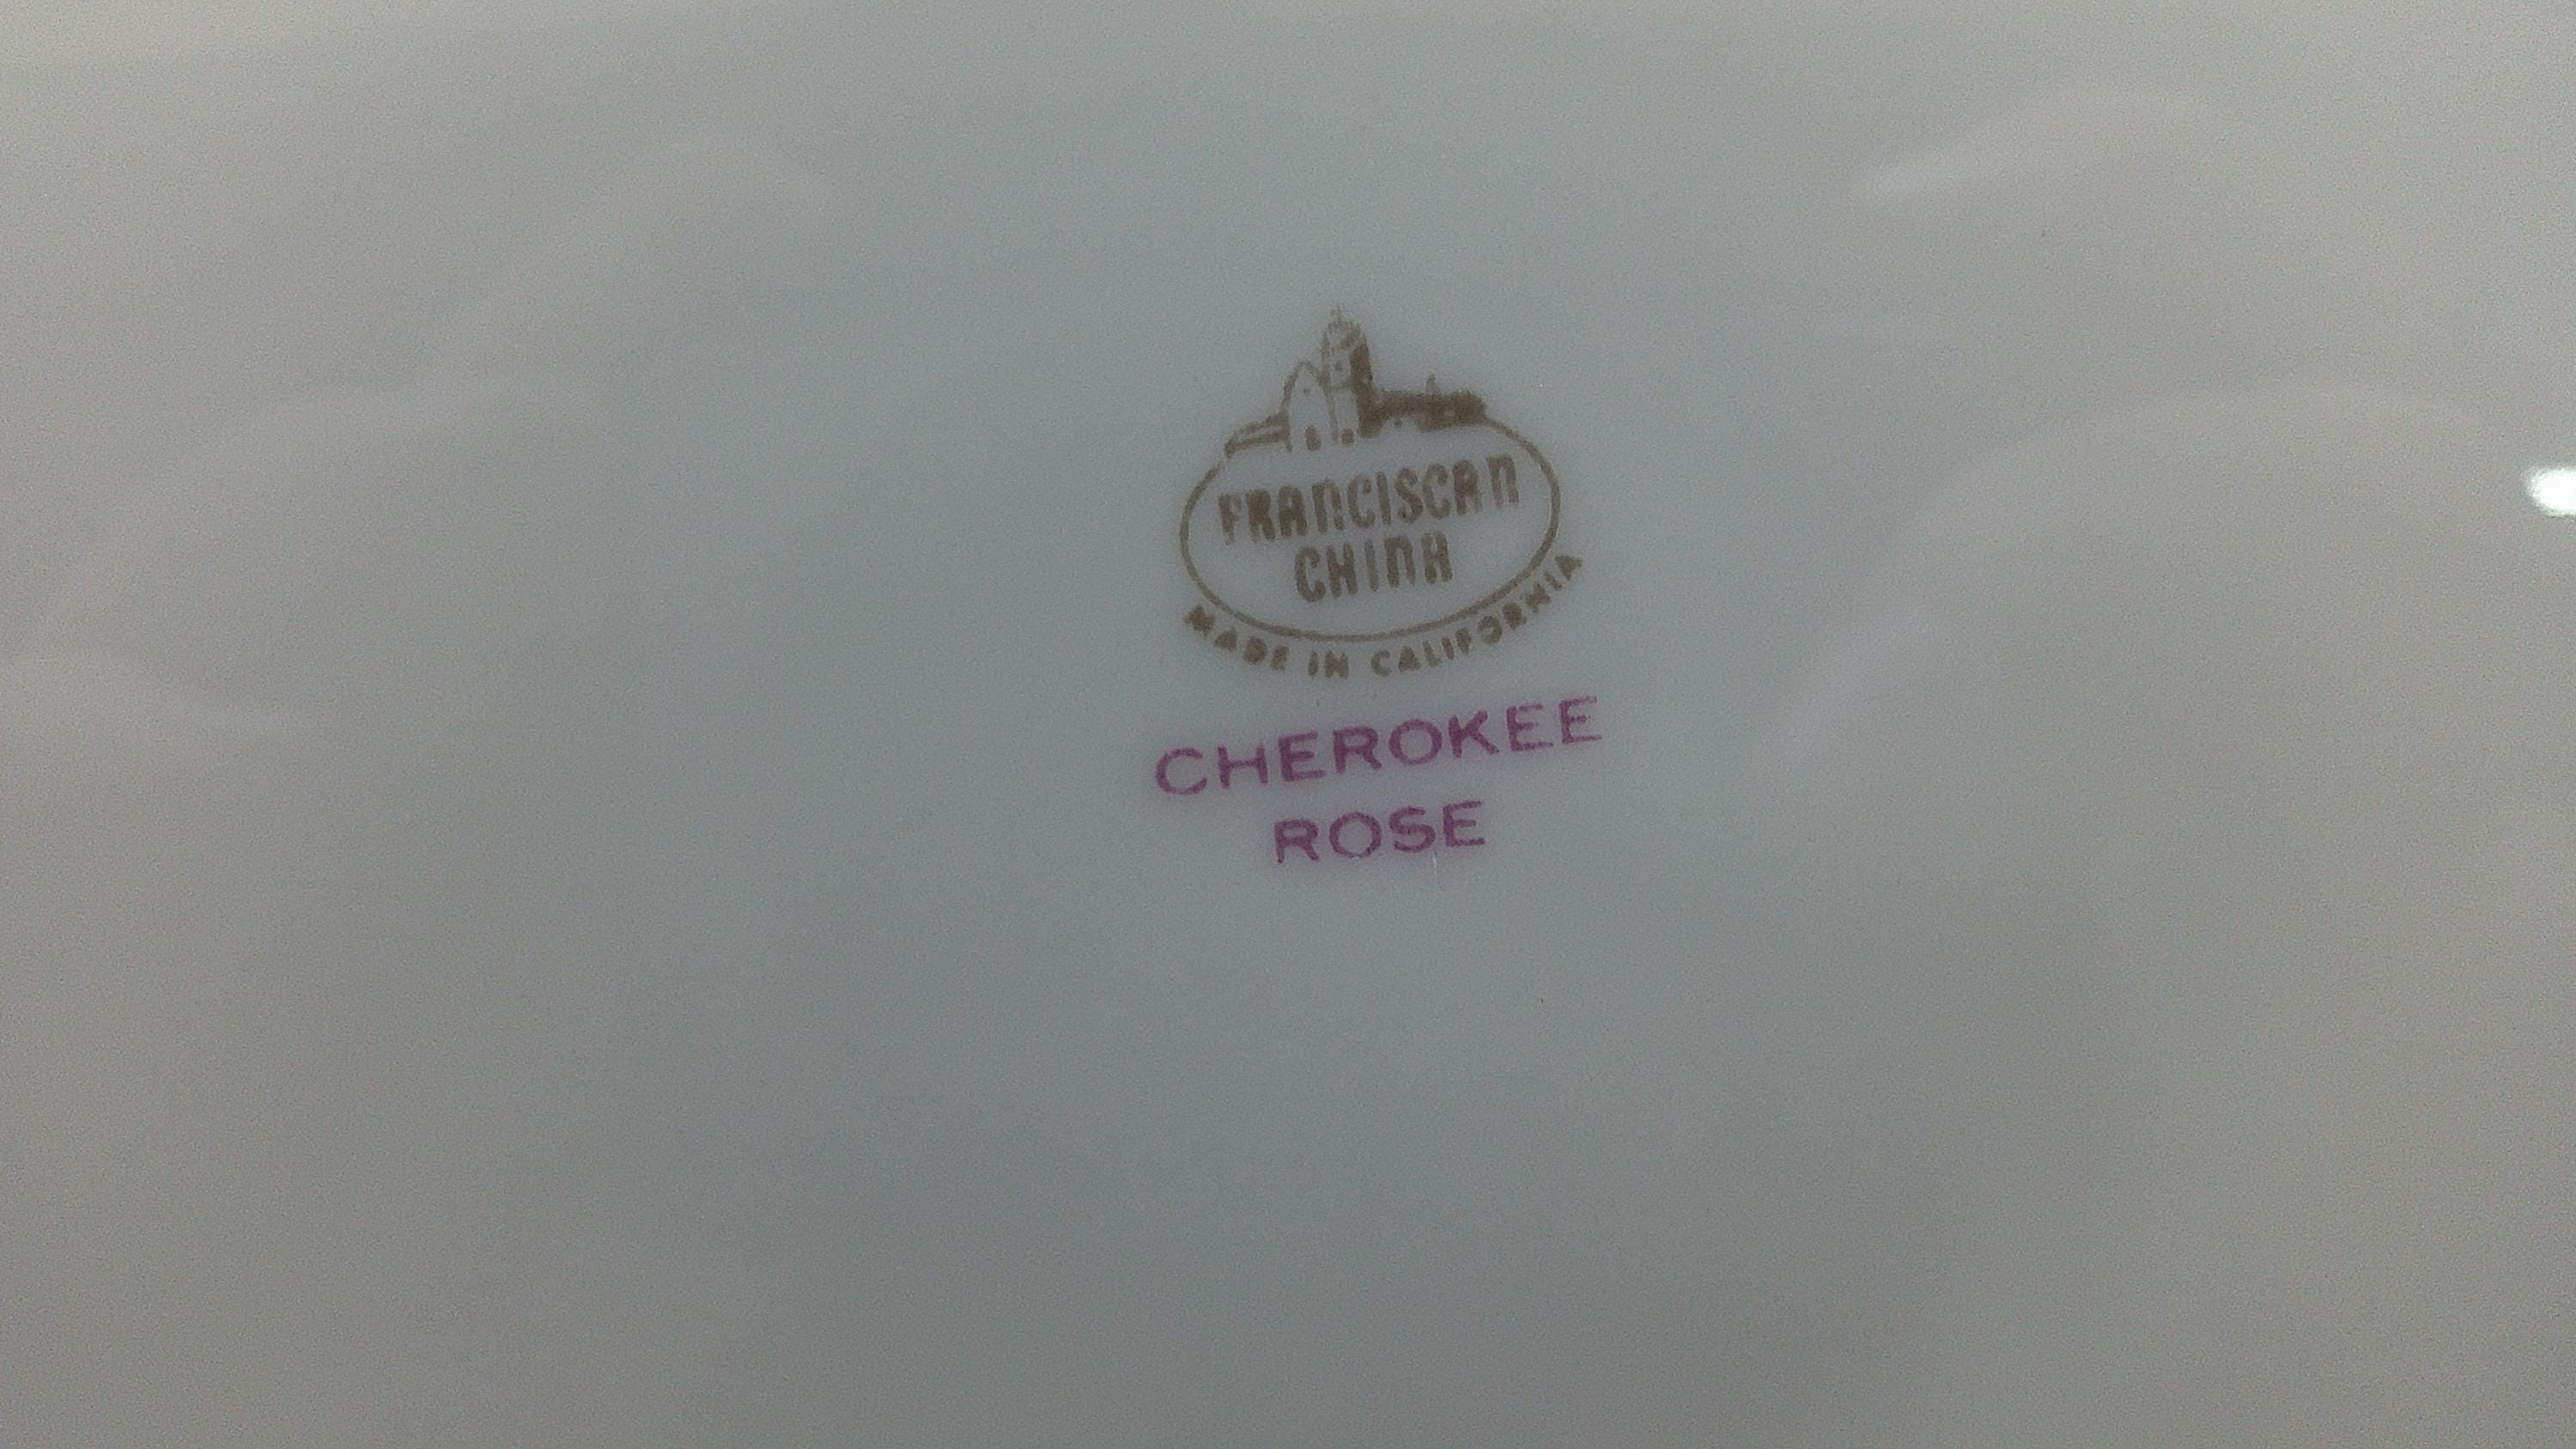 FRANCISCAN
CHINA
MADE IN CALIFORNIA
CHEROKEE
ROSE